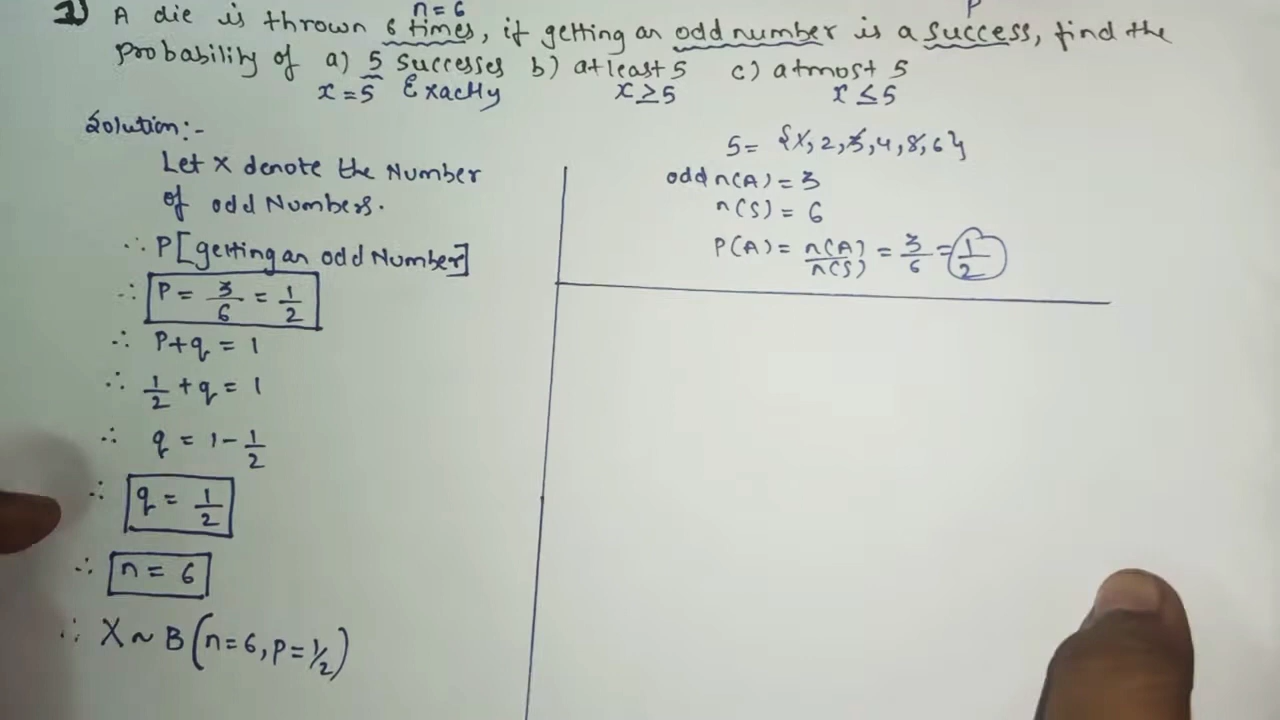 1) A die is thrown 6 times, if getting an odd number is a success, find the
n=6
P
probability of a) 5 successes b) atleast 5 c) atmost 5
x=5 Exactly x≥5 x≤5
Solution:-
Let X denote the Number
of odd Numbers.
∴ P[getting an odd Number]
∴ P = 3/6 = 1/2
∴ P+q = 1
∴ 1/2 + q = 1
∴ q = 1 - 1/2
∴ q = 1/2
∴ n = 6
∴ X ~ B(n=6, P=1/2)
S = {1, 2, 3, 4, 5, 6}
odd n(A) = 3
n(S) = 6
P(A) = n(A)/n(S) = 3/6 = 1/2